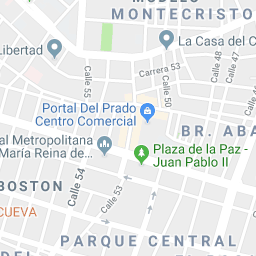 MONTECRISTO
Libertad
La Casa del C
Carrera 53
Calle 55
Calle 50
Calle 48
Calle 46
Portal Del Prado
Centro Comercial
BR. ABA
al Metropolitana
María Reina de...
Plaza de la Paz -
Juan Pablo II
BOSTON
Calle 54
Calle 53
CUEVA
PARQUE CENTRAL